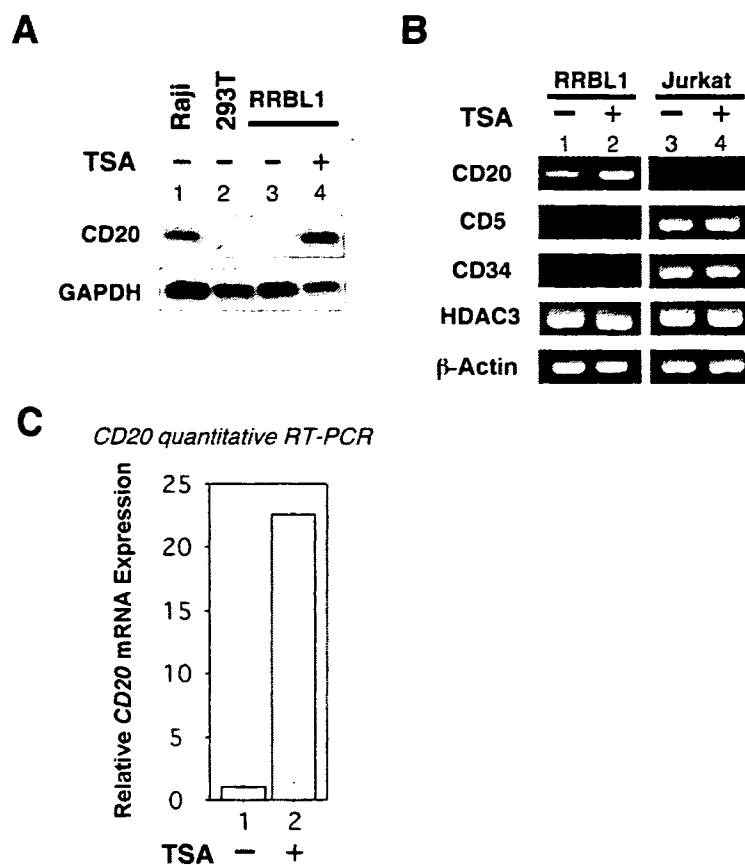 A
Raji
293T
RRBL1
TSA − − − +
1 2 3 4
CD20
GAPDH
B
RRBL1 Jurkat
TSA − + − +
1 2 3 4
CD20
CD5
CD34
HDAC3
β-Actin
C
CD20 quantitative RT-PCR
Relative CD20 mRNA Expression
25
20
15
10
5
0
1 2
TSA − +